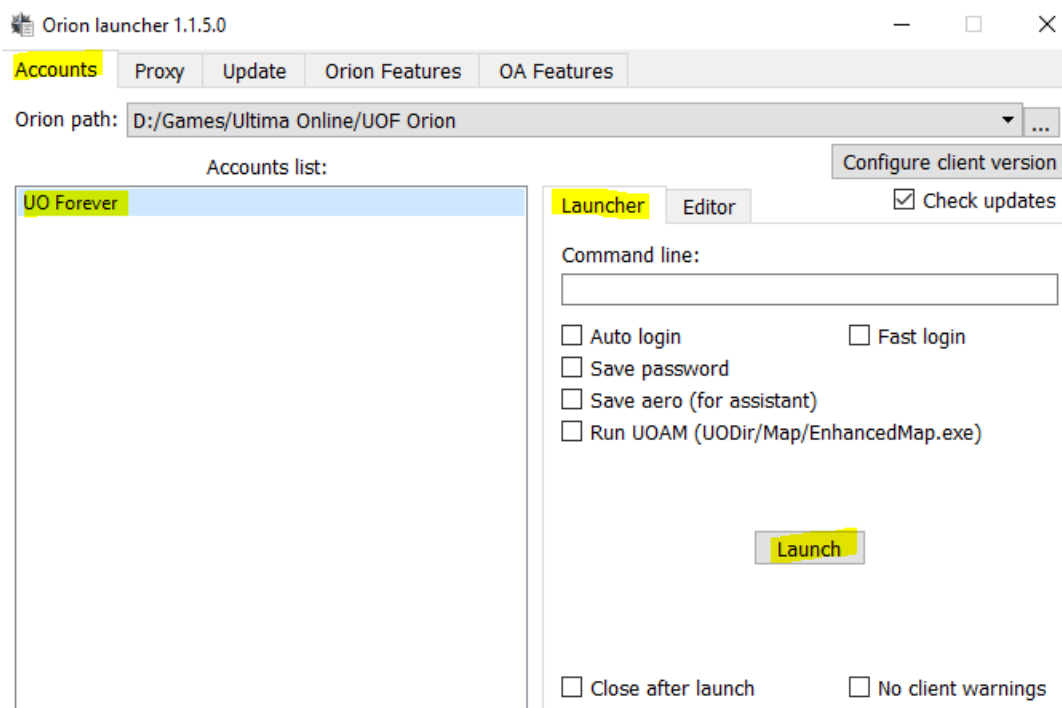 Orion launcher 1.1.5.0
Accounts Proxy Update Orion Features OA Features
Orion path: D:/Games/Ultima Online/UOF Orion ...
Configure client version
Accounts list:
Check updates
UO Forever
Launcher Editor
Command line:
Auto login Fast login
Save password
Save aero (for assistant)
Run UOAM (UODir/Map/EnhancedMap.exe)
Launch
Close after launch No client warnings